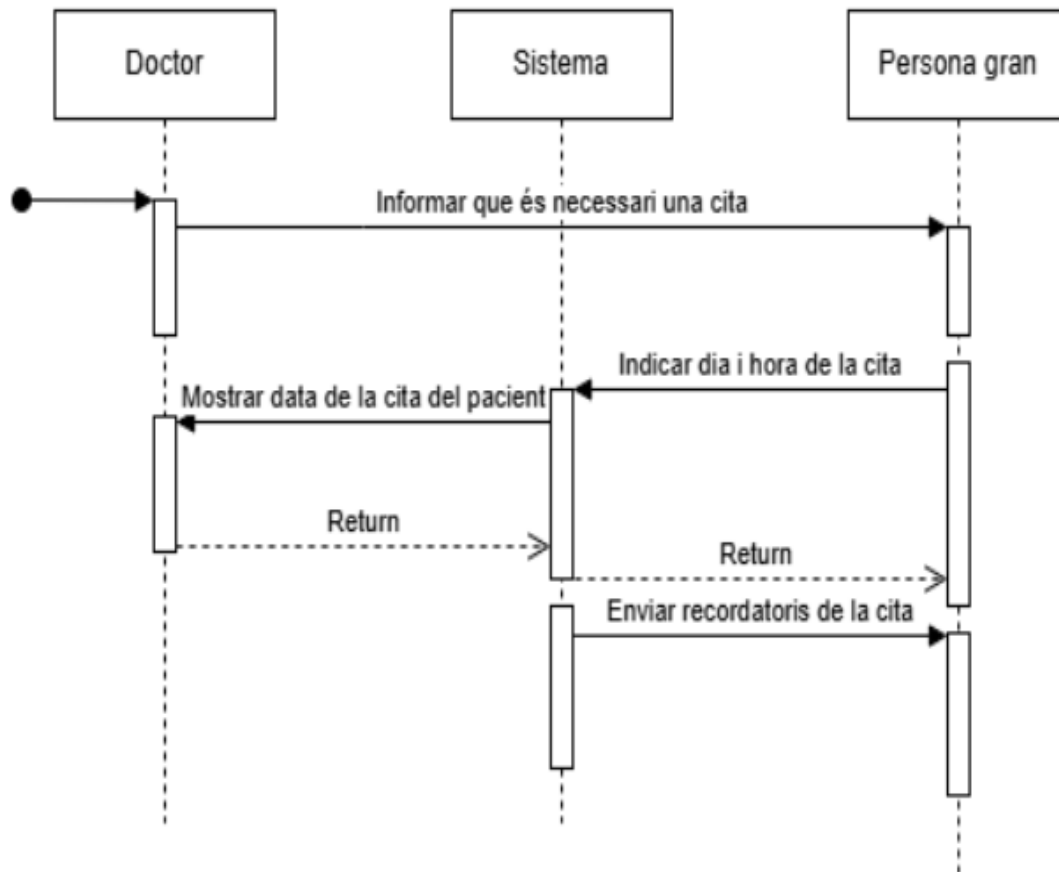 Doctor
Sistema
Persona gran
Informar que és necessari una cita
Indicar dia i hora de la cita
Mostrar data de la cita del pacient
Return
Return
Enviar recordatoris de la cita